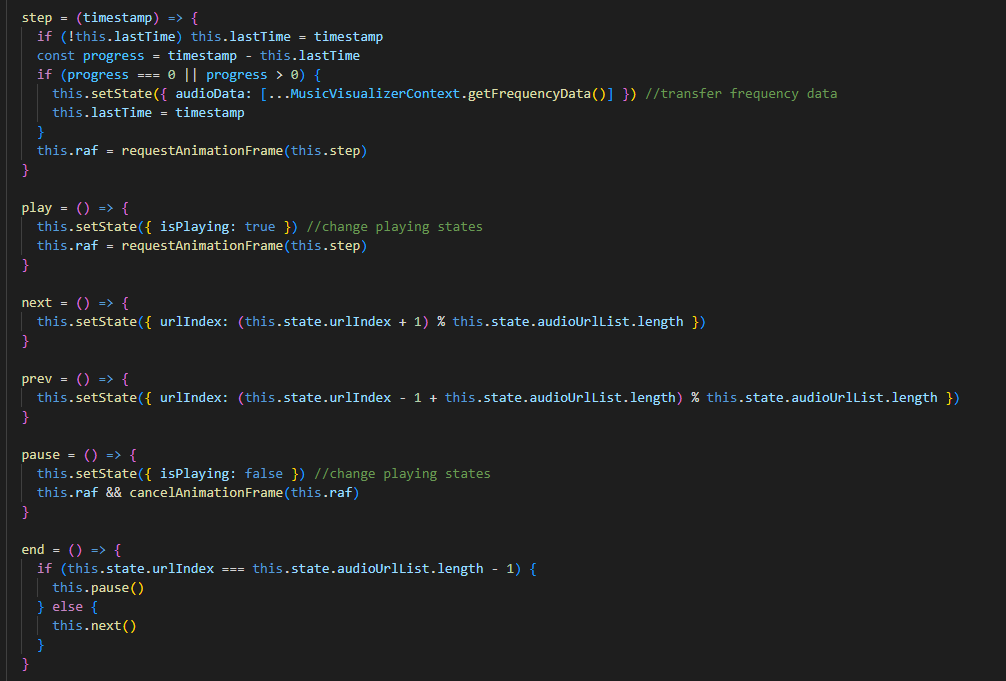 step = (timestamp) => {
  if (!this.lastTime) this.lastTime = timestamp
  const progress = timestamp - this.lastTime
  if (progress === 0 || progress > 0) {
    this.setState({ audioData: [...MusicVisualizerContext.getFrequencyData()] }) //transfer frequency data
    this.lastTime = timestamp
  }
  this.raf = requestAnimationFrame(this.step)
}

play = () => {
  this.setState({ isPlaying: true }) //change playing states
  this.raf = requestAnimationFrame(this.step)
}

next = () => {
  this.setState({ urlIndex: (this.state.urlIndex + 1) % this.state.audioUrlList.length })
}

prev = () => {
  this.setState({ urlIndex: (this.state.urlIndex - 1 + this.state.audioUrlList.length) % this.state.audioUrlList.length })
}

pause = () => {
  this.setState({ isPlaying: false }) //change playing states
  this.raf && cancelAnimationFrame(this.raf)
}

end = () => {
  if (this.state.urlIndex === this.state.audioUrlList.length - 1) {
    this.pause()
  } else {
    this.next()
  }
}